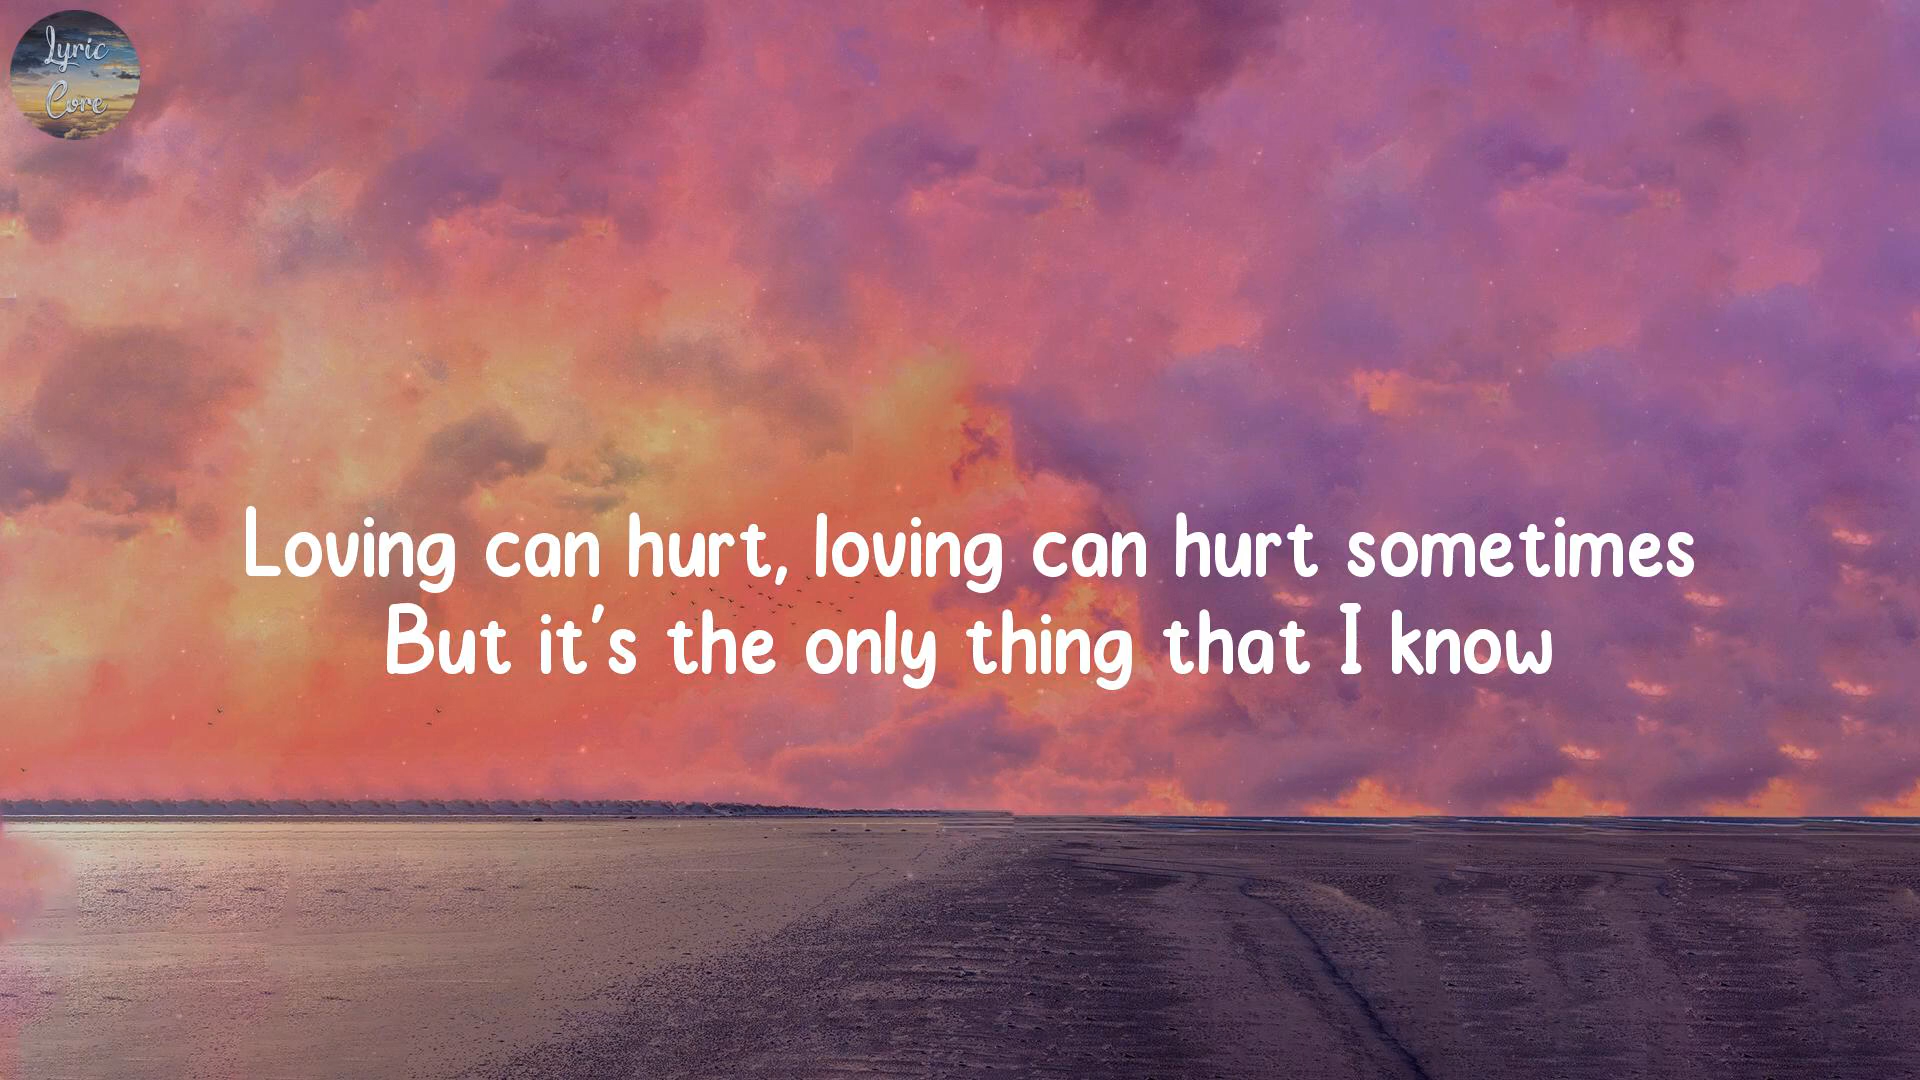 Lyric
Core
Loving can hurt, loving can hurt sometimes
But it's the only thing that I know